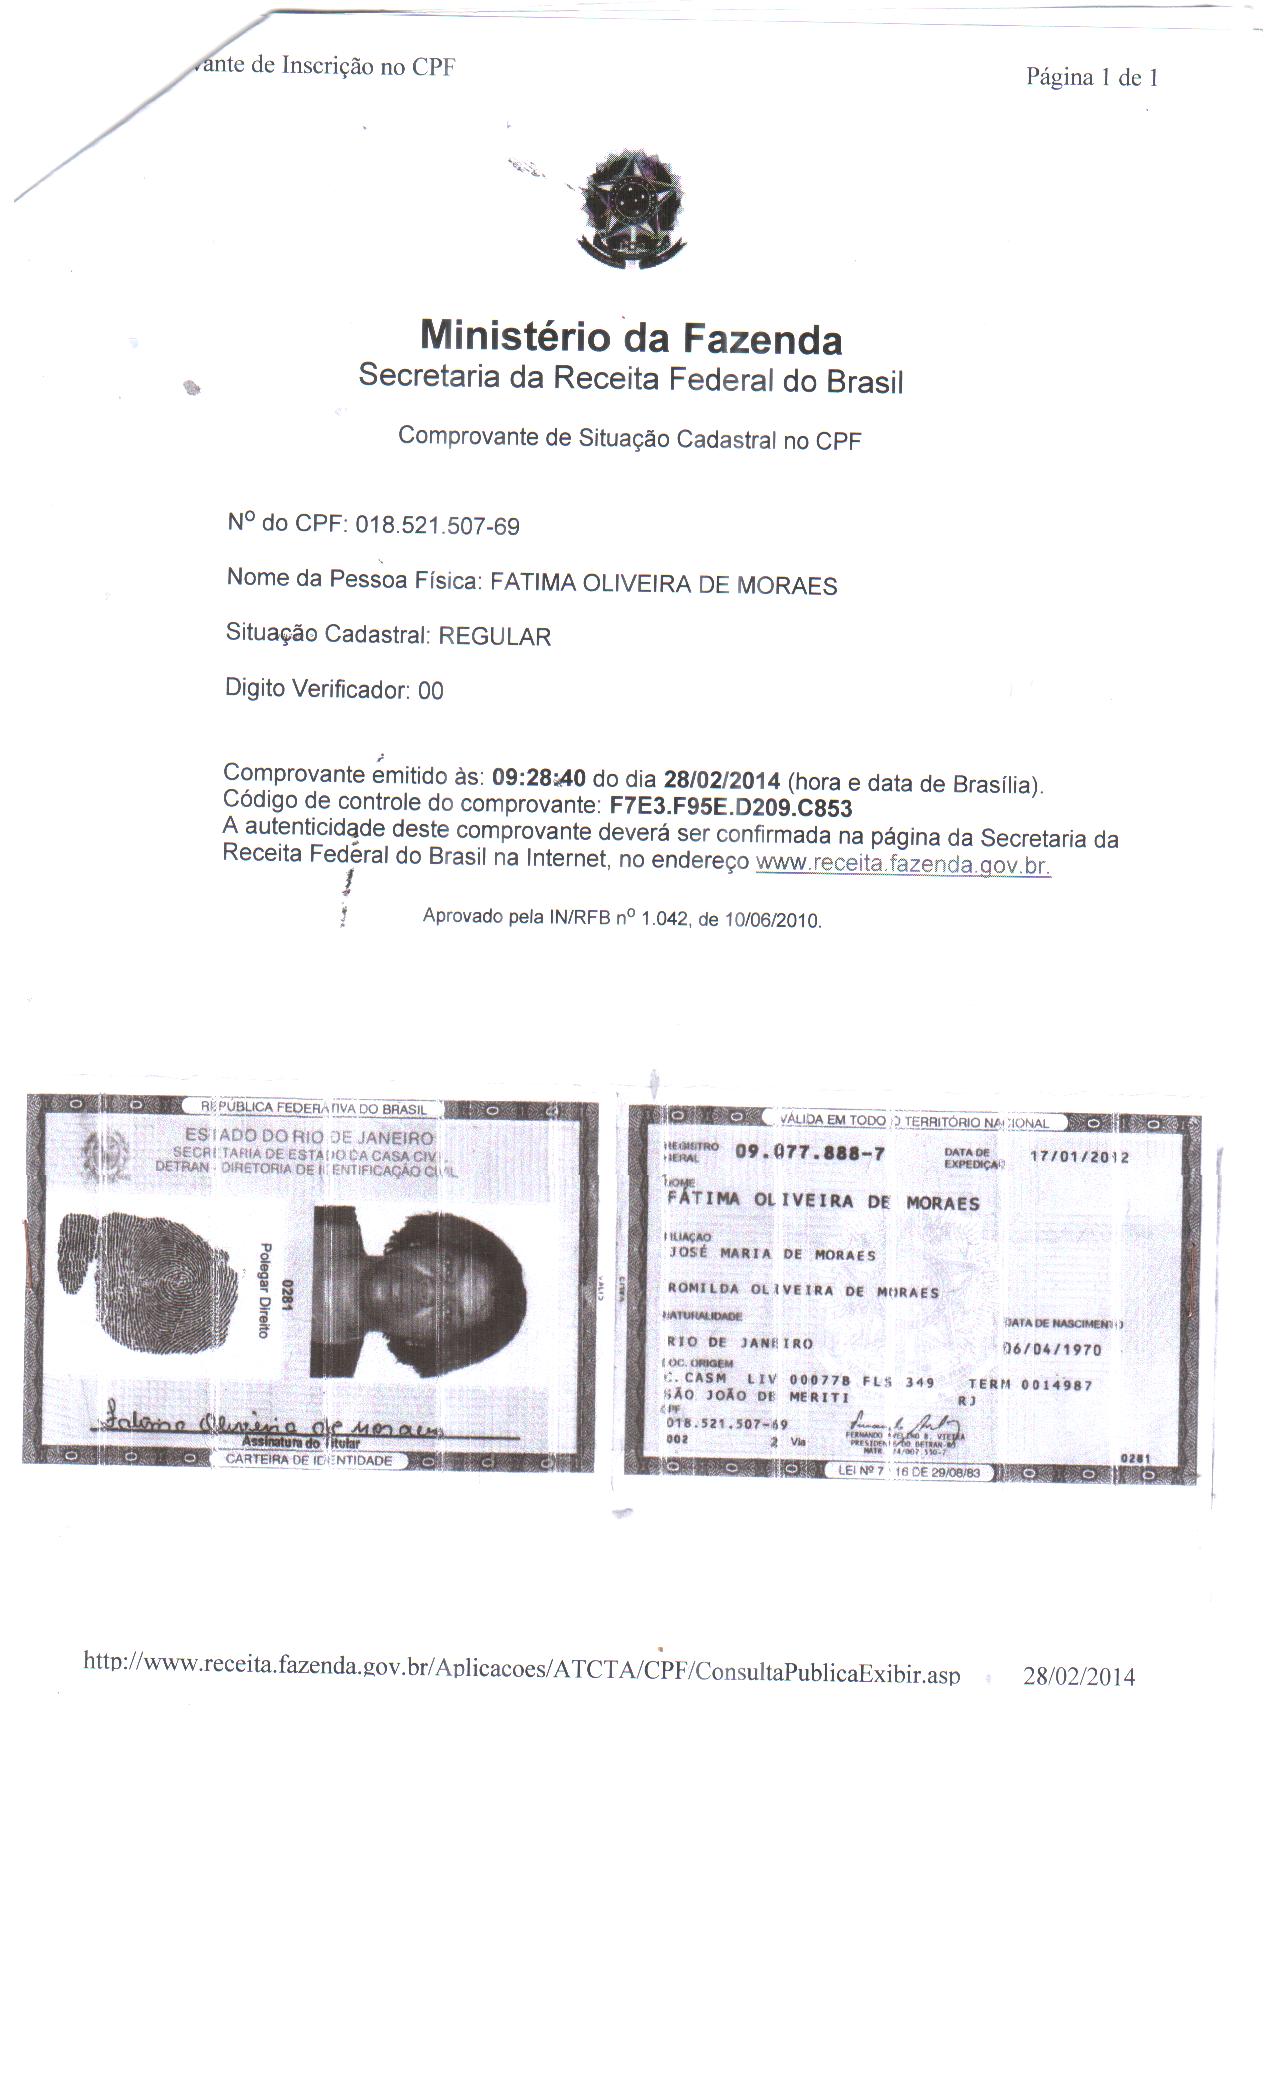 vante de Inscrição no CPF
Página 1 de 1
Ministério da Fazenda
Secretaria da Receita Federal do Brasil
Comprovante de Situação Cadastral no CPF
Nº do CPF: 018.521.507-69
Nome da Pessoa Física: FATIMA OLIVEIRA DE MORAES
Situação Cadastral: REGULAR
Digito Verificador: 00
Comprovante emitido às: 09:28:40 do dia 28/02/2014 (hora e data de Brasília).
Código de controle do comprovante: F7E3.F95E.D209.C853
A autenticidade deste comprovante deverá ser confirmada na página da Secretaria da
Receita Federal do Brasil na Internet, no endereço www.receita.fazenda.gov.br.
Aprovado pela IN/RFB nº 1.042, de 10/06/2010.
REPÚBLICA FEDERATIVA DO BRASIL
ESTADO DO RIO DE JANEIRO
SECRETARIA DE ESTADO DA CASA CIVIL
DETRAN - DIRETORIA DE IDENTIFICAÇÃO CIVIL
0281
Polegar Direito
Fatima Oliveira de Moraes
Assinatura do Titular
CARTEIRA DE IDENTIDADE
VÁLIDA EM TODO O TERRITÓRIO NACIONAL
REGISTRO GERAL 09.077.888-7 DATA DE EXPEDIÇÃO 17/01/2012
NOME
FÁTIMA OLIVEIRA DE MORAES
FILIAÇÃO
JOSÉ MARIA DE MORAES
ROMILDA OLIVEIRA DE MORAES
NATURALIDADE DATA DE NASCIMENTO
RIO DE JANEIRO 06/04/1970
DOC. ORIGEM
C. CASM LIV 000778 FLS 349 TERM 0014987
SÃO JOÃO DE MERITI RJ
CPF
018.521.507-69
002 2 Via
FERNANDO AVELINO B. VIEIRA
PRESIDENTE DO DETRAN-RJ
0281
LEI Nº 7 116 DE 29/08/83
http://www.receita.fazenda.gov.br/Aplicacoes/ATCTA/CPF/ConsultaPublicaExibir.asp 28/02/2014